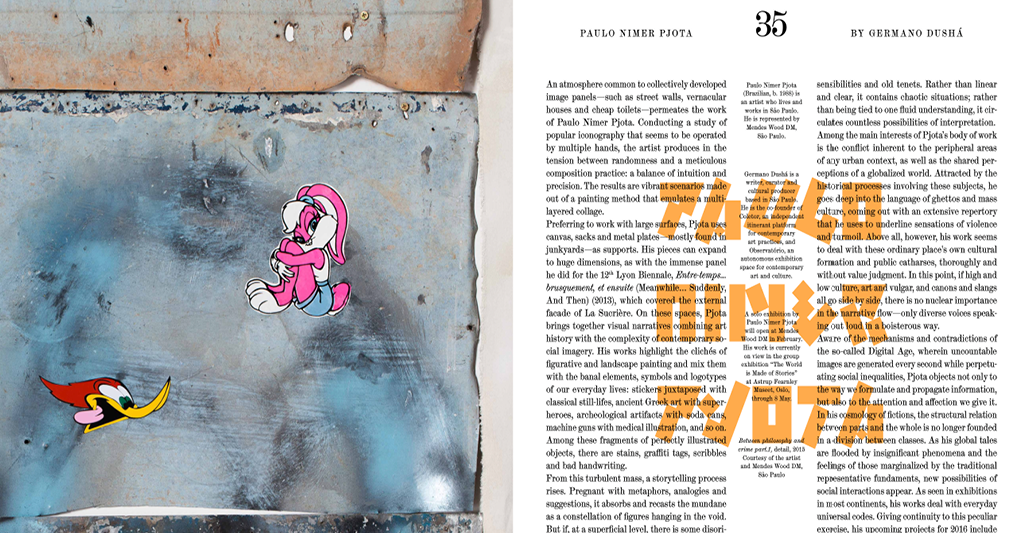 PAULO NIMER PJOTA
35
BY GERMANO DUSHÁ
An atmosphere common to collectively developed
image panels—such as street walls, vernacular
houses and cheap toilets—permeates the work
of Paulo Nimer Pjota. Conducting a study of
popular iconography that seems to be operated
by multiple hands, the artist produces in the
tension between randomness and a meticulous
composition practice: a balance of intuition and
precision. The results are vibrant scenarios made
out of a painting method that emulates a multi-
layered collage.
Preferring to work with large surfaces, Pjota uses
canvas, sacks and metal plates—mostly found in
junkyards—as supports. His pieces can expand
to huge dimensions, as with the immense panel
he did for the 12th Lyon Biennale, Entre-temps...
brusquement, et ensuite (Meanwhile... Suddenly,
And Then) (2013), which covered the external
facade of La Sucrière. On these spaces, Pjota
brings together visual narratives combining art
history with the complexity of contemporary so-
cial imagery. His works highlight the clichés of
figurative and landscape painting and mix them
with the banal elements, symbols and logotypes
of our everyday lives: stickers juxtaposed with
classical still-lifes, ancient Greek art with super-
heroes, archeological artifacts with soda cans,
machine guns with medical illustration, and so on.
Among these fragments of perfectly illustrated
objects, there are stains, graffiti tags, scribbles
and bad handwriting.
From this turbulent mass, a storytelling process
rises. Pregnant with metaphors, analogies and
suggestions, it absorbs and recasts the mundane
as a constellation of figures hanging in the void.
But if, at a superficial level, there is some disori-
Paulo Nimer Pjota
(Brazilian, b. 1988) is
an artist who lives and
works in São Paulo.
He is represented by
Mendes Wood DM,
São Paulo.
Germano Dushá is a
writer, curator and
cultural producer
based in São Paulo.
He is the co-founder of
Coletor, an independent
itinerant platform
for contemporary
art practices, and
Observatório, an
autonomous exhibition
space for contemporary
art and culture.
A solo exhibition by
Paulo Nimer Pjota
will open at Mendes
Wood DM in February.
His work is currently
on view in the group
exhibition "The World
is Made of Stories"
at Astrup Fearnley
Museet, Oslo,
through 8 May.
Between philosophy and
crime part.1, detail, 2013
Courtesy of the artist
and Mendes Wood DM,
São Paulo
sensibilities and old tenets. Rather than linear
and clear, it contains chaotic situations; rather
than being tied to one fluid understanding, it cir-
culates countless possibilities of interpretation.
Among the main interests of Pjota's body of work
is the conflict inherent to the peripheral areas
of any urban context, as well as the shared per-
ceptions of a globalized world. Attracted by the
historical processes involving these subjects, he
goes deep into the language of ghettos and mass
culture, coming out with an extensive repertory
that he uses to underline sensations of violence
and turmoil. Above all, however, his work seems
to deal with these ordinary place's own cultural
formation and public catharses, thoroughly and
without value judgment. In this point, if high and
low culture, art and vulgar, and canons and slangs
all go side by side, there is no nuclear importance
in the narrative flow—only diverse voices speak-
ing out loud in a boisterous way.
Aware of the mechanisms and contradictions of
the so-called Digital Age, wherein uncountable
images are generated every second while perpetu-
ating social inequalities, Pjota objects not only to
the way we formulate and propagate information,
but also to the attention and affection we give it.
In his cosmology of fictions, the structural relation
between parts and the whole is no longer founded
in a division between classes. As his global tales
are flooded by insignificant phenomena and the
feelings of those marginalized by the traditional
representative fundaments, new possibilities of
social interactions appear. As seen in exhibitions
in most continents, his works deal with everyday
universal codes. Giving continuity to this peculiar
exercise, his upcoming projects for 2016 include
PAULO
NIMER
PJOTA